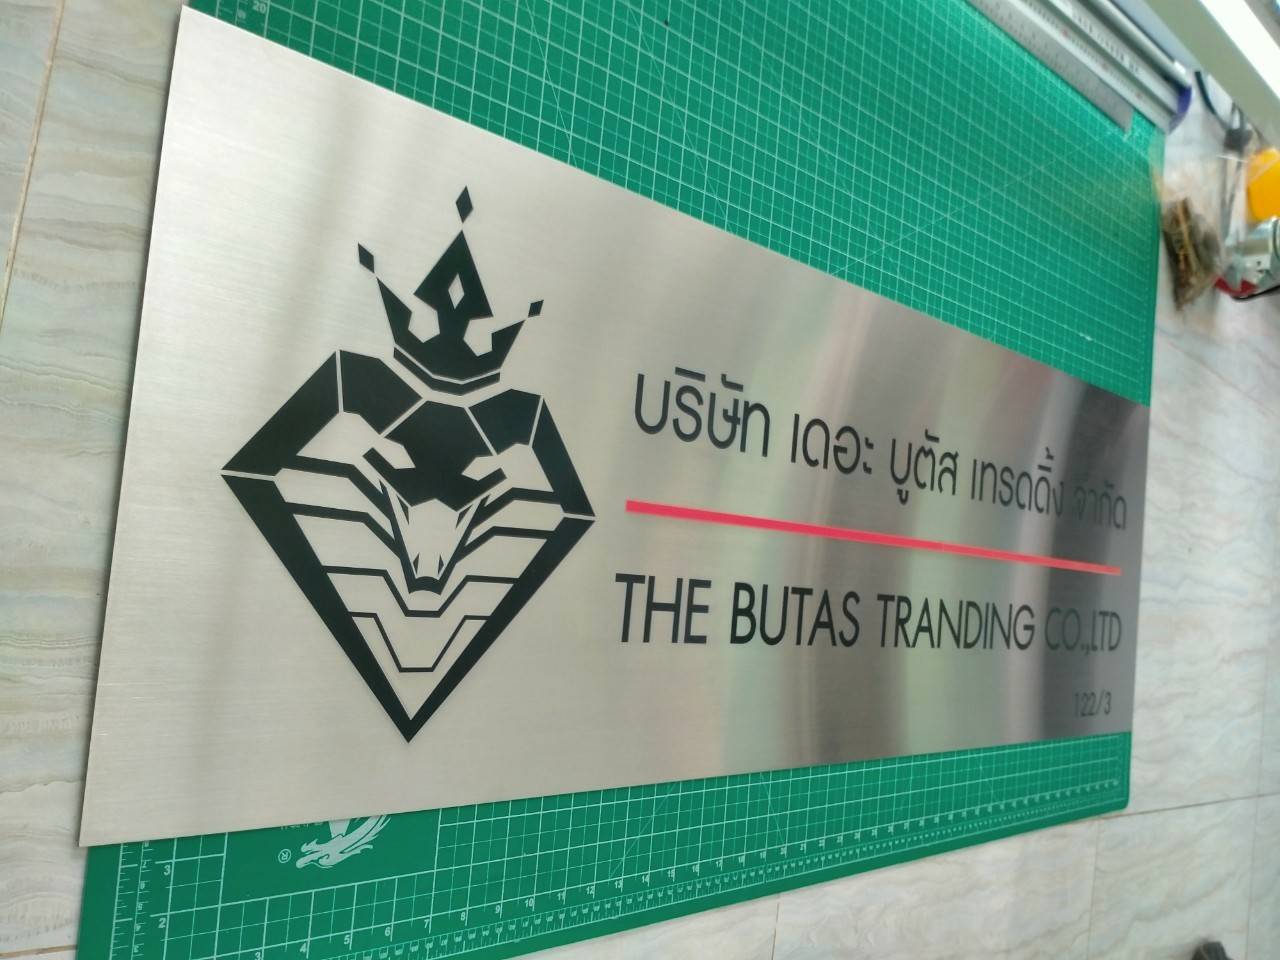 บริษัท เดอะ บูตัส เทรดดิ้ง จำกัด
THE BUTAS TRANDING CO.,LTD
122/3